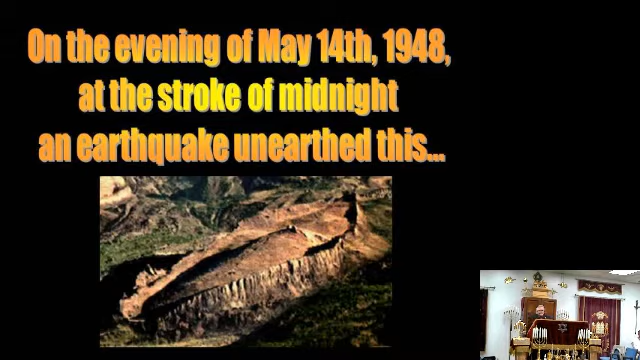 On the evening of May 14th, 1948,
at the stroke of midnight
an earthquake unearthed this...